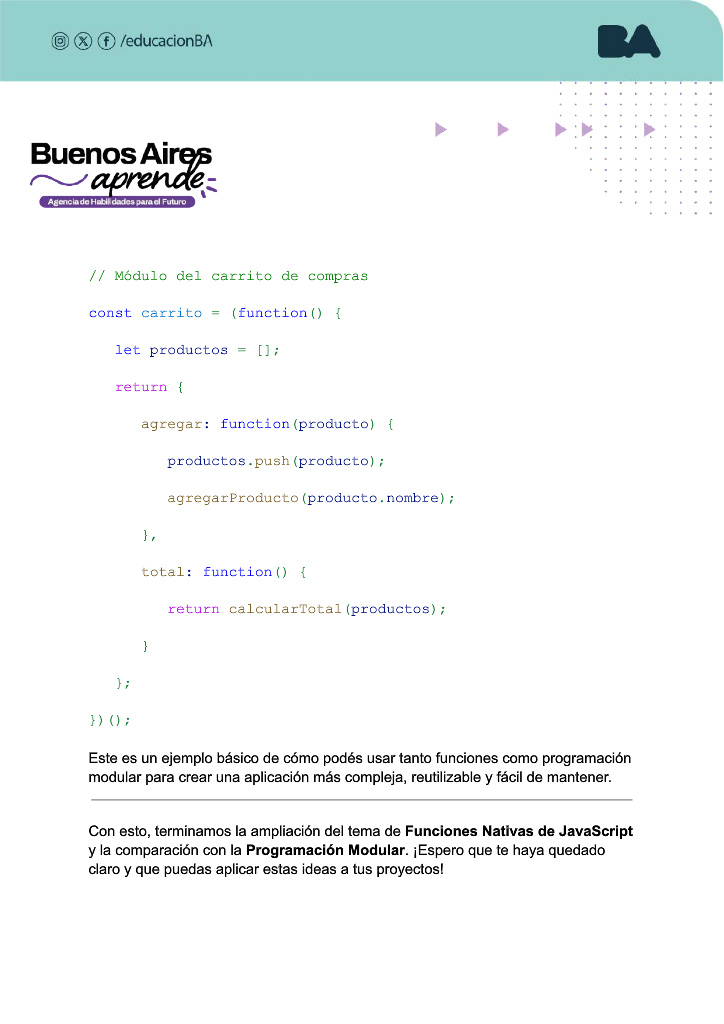 /educacionBA
BA
Buenos Aires
aprende
Agencia de Habilidades para el Futuro
// Módulo del carrito de compras
const carrito = (function() {
   let productos = [];
   return {
      agregar: function(producto) {
         productos.push(producto);
         agregarProducto(producto.nombre);
      },
      total: function() {
         return calcularTotal(productos);
      }
   };
})();
Este es un ejemplo básico de cómo podés usar tanto funciones como programación
modular para crear una aplicación más compleja, reutilizable y fácil de mantener.
Con esto, terminamos la ampliación del tema de Funciones Nativas de JavaScript
y la comparación con la Programación Modular. ¡Espero que te haya quedado
claro y que puedas aplicar estas ideas a tus proyectos!